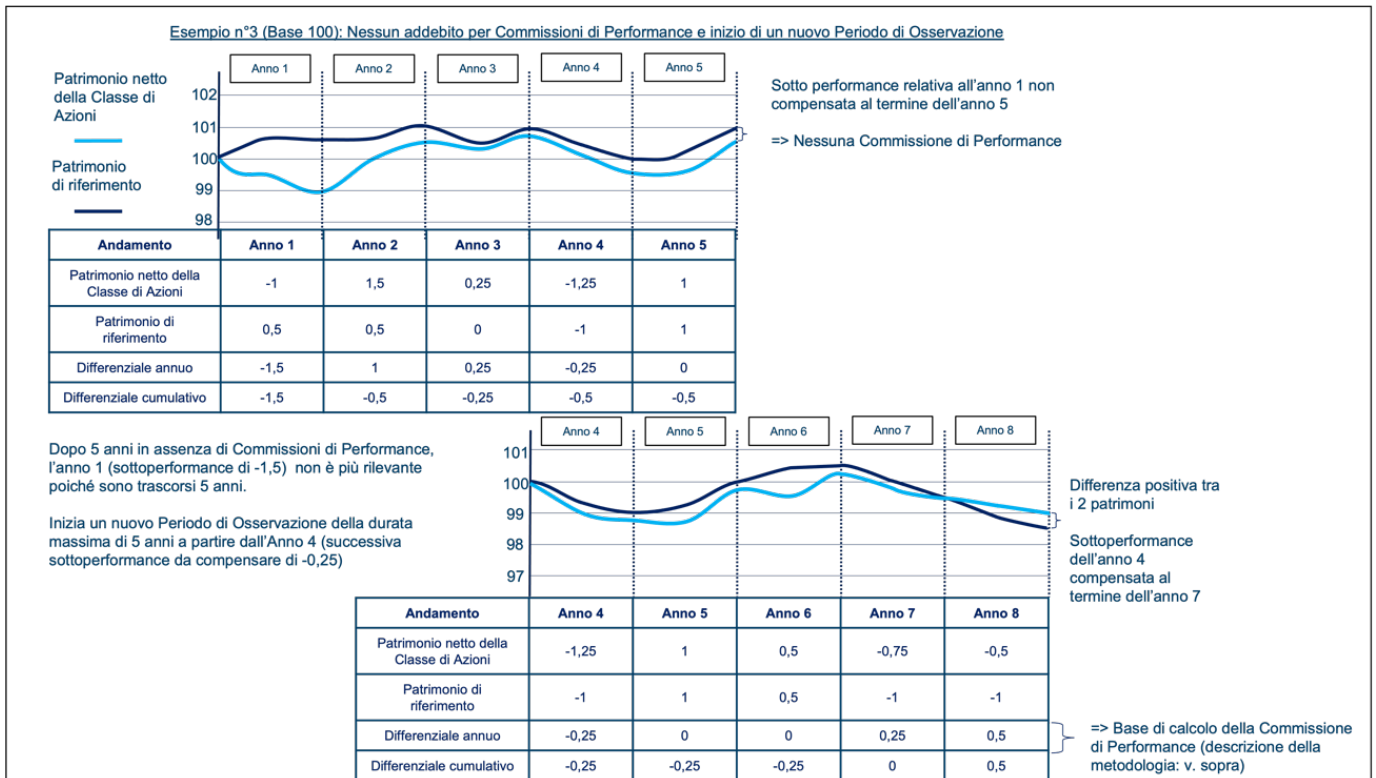 Esempio n°3 (Base 100): Nessun addebito per Commissioni di Performance e inizio di un nuovo Periodo di Osservazione
Anno 1
Anno 2
Anno 3
Anno 4
Anno 5
Patrimonio netto
della Classe di
Azioni
Patrimonio
di riferimento
102
101
100
99
98
Sotto performance relativa all'anno 1 non
compensata al termine dell'anno 5
=> Nessuna Commissione di Performance
Andamento Anno 1 Anno 2 Anno 3 Anno 4 Anno 5
Patrimonio netto della
Classe di Azioni
-1 1,5 0,25 -1,25 1
Patrimonio di
riferimento
0,5 0,5 0 -1 1
Differenziale annuo -1,5 1 0,25 -0,25 0
Differenziale cumulativo -1,5 -0,5 -0,25 -0,5 -0,5
Dopo 5 anni in assenza di Commissioni di Performance,
l'anno 1 (sottoperformance di -1,5) non è più rilevante
poiché sono trascorsi 5 anni.
Inizia un nuovo Periodo di Osservazione della durata
massima di 5 anni a partire dall'Anno 4 (successiva
sottoperformance da compensare di -0,25)
Anno 4
Anno 5
Anno 6
Anno 7
Anno 8
101
100
99
98
97
Differenza positiva tra
i 2 patrimoni
Sottoperformance
dell'anno 4
compensata al
termine dell'anno 7
Andamento Anno 4 Anno 5 Anno 6 Anno 7 Anno 8
Patrimonio netto della
Classe di Azioni
-1,25 1 0,5 -0,75 -0,5
Patrimonio di
riferimento
-1 1 0,5 -1 -1
Differenziale annuo -0,25 0 0 0,25 0,5
Differenziale cumulativo -0,25 -0,25 -0,25 0 0,5
=> Base di calcolo della Commissione
di Performance (descrizione della
metodologia: v. sopra)